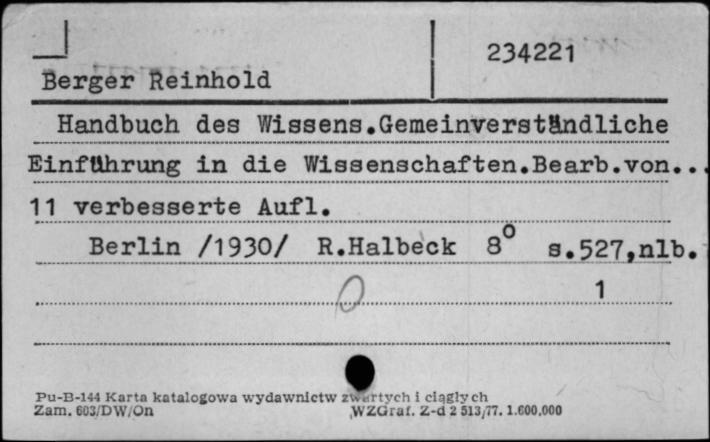 234221
Berger Reinhold
Handbuch des Wissens.Gemeinverständliche
Einführung in die Wissenschaften.Bearb.von...
11 verbesserte Aufl.
Berlin /1930/ R.Halbeck 8° s.527,nlb.
1
Pu-B-144 Karta katalogowa wydawnictw zwartych i ciągłych
Zam. 603/DW/On WZGraf. Z-d 2 513/77. 1.600.000